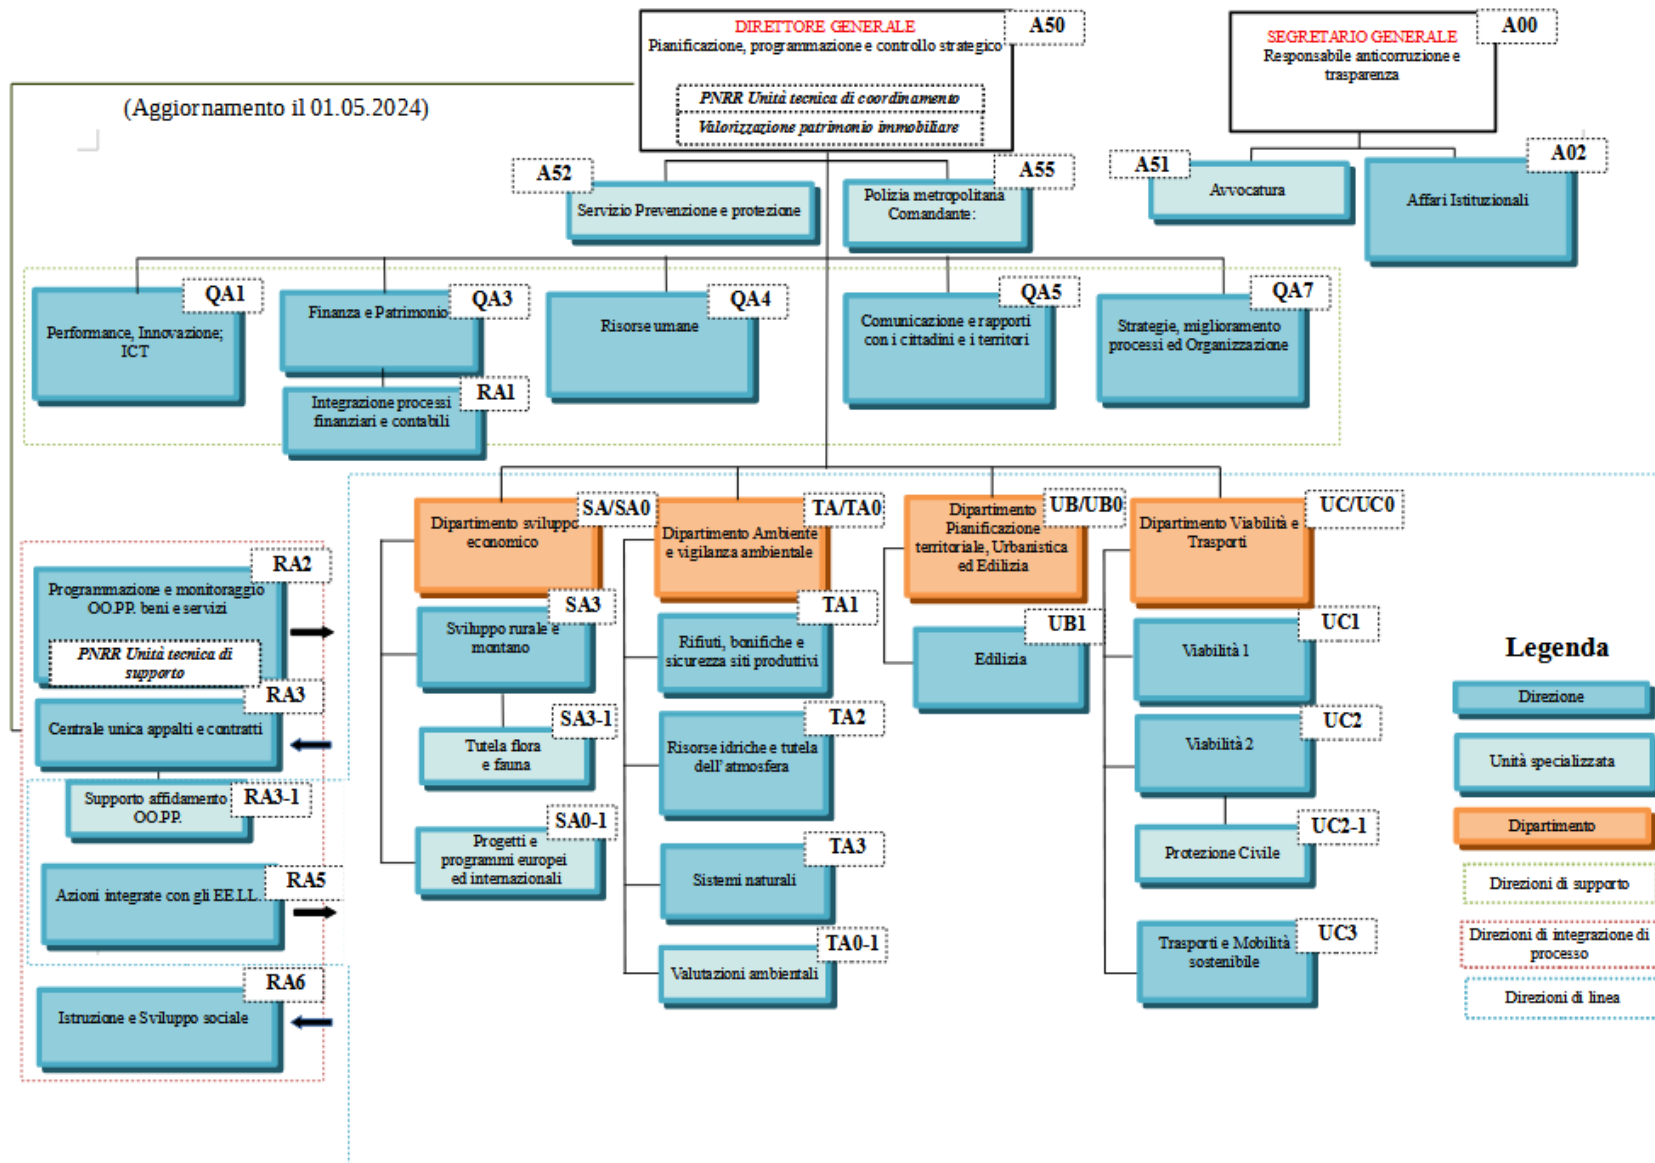 DIRETTORE GENERALE
Pianificazione, programmazione e controllo strategico
A50
PNRR Unità tecnica di coordinamento
Valorizzazione patrimonio immobiliare
SEGRETARIO GENERALE
Responsabile anticorruzione e
trasparenza
A00
(Aggiornamento il 01.05.2024)
A52
Servizio Prevenzione e protezione
A55
Polizia metropolitana
Comandante:
A51
Avvocatura
A02
Affari Istituzionali
QA1
Performance, Innovazione;
ICT
QA3
Finanza e Patrimonio
QA4
Risorse umane
QA5
Comunicazione e rapporti
con i cittadini e i territori
QA7
Strategie, miglioramento
processi ed Organizzazione
RA1
Integrazione processi
finanziari e contabili
SA/SA0
Dipartimento sviluppo
economico
TA/TA0
Dipartimento Ambiente
e vigilanza ambientale
UB/UB0
Dipartimento
Pianificazione
territoriale, Urbanistica
ed Edilizia
UC/UC0
Dipartimento Viabilità e
Trasporti
RA2
Programmazione e monitoraggio
OO.PP. beni e servizi
PNRR Unità tecnica di
supporto
RA3
Centrale unica appalti e contratti
RA3-1
Supporto affidamento
OO.PP.
RA5
Azioni integrate con gli EE.LL.
RA6
Istruzione e Sviluppo sociale
SA3
Sviluppo rurale e
montano
SA3-1
Tutela flora
e fauna
SA0-1
Progetti e
programmi europei
ed internazionali
TA1
Rifiuti, bonifiche e
sicurezza siti produttivi
TA2
Risorse idriche e tutela
dell'atmosfera
TA3
Sistemi naturali
TA0-1
Valutazioni ambientali
UB1
Edilizia
UC1
Viabilità 1
UC2
Viabilità 2
UC2-1
Protezione Civile
UC3
Trasporti e Mobilità
sostenibile
Legenda
Direzione
Unità specializzata
Dipartimento
Direzioni di supporto
Direzioni di integrazione di
processo
Direzioni di linea